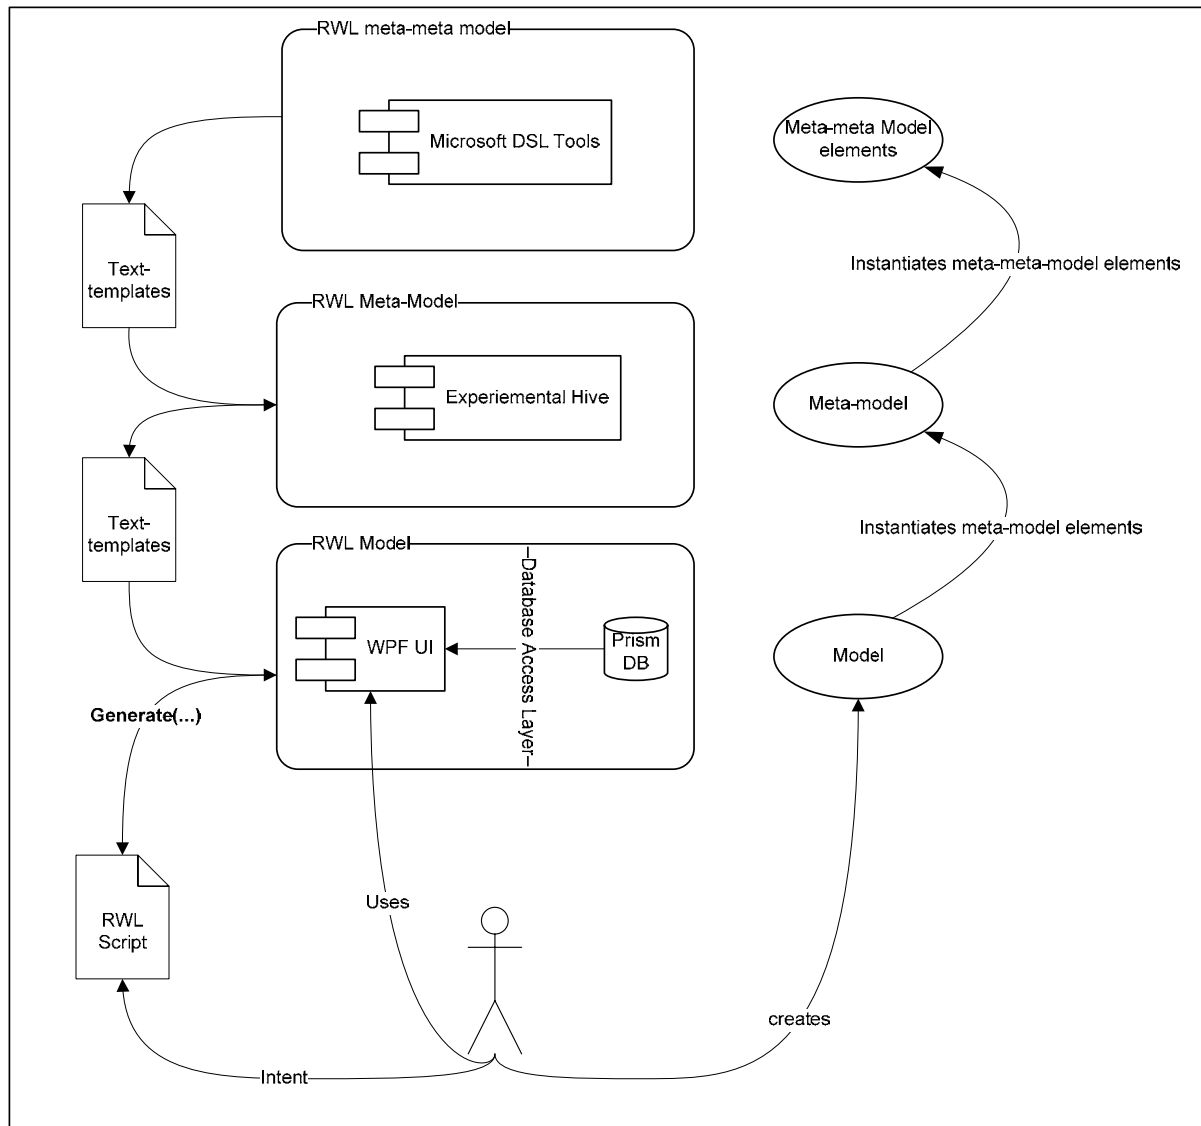 RWL meta-meta model
Microsoft DSL Tools
Meta-meta Model
elements
Text-
templates
Instantiates meta-meta-model elements
RWL Meta-Model
Experiemental Hive
Meta-model
Text-
templates
Instantiates meta-model elements
RWL Model
Database Access Layer
WPF UI
Prism
DB
Model
Generate(...)
Uses
RWL
Script
creates
Intent